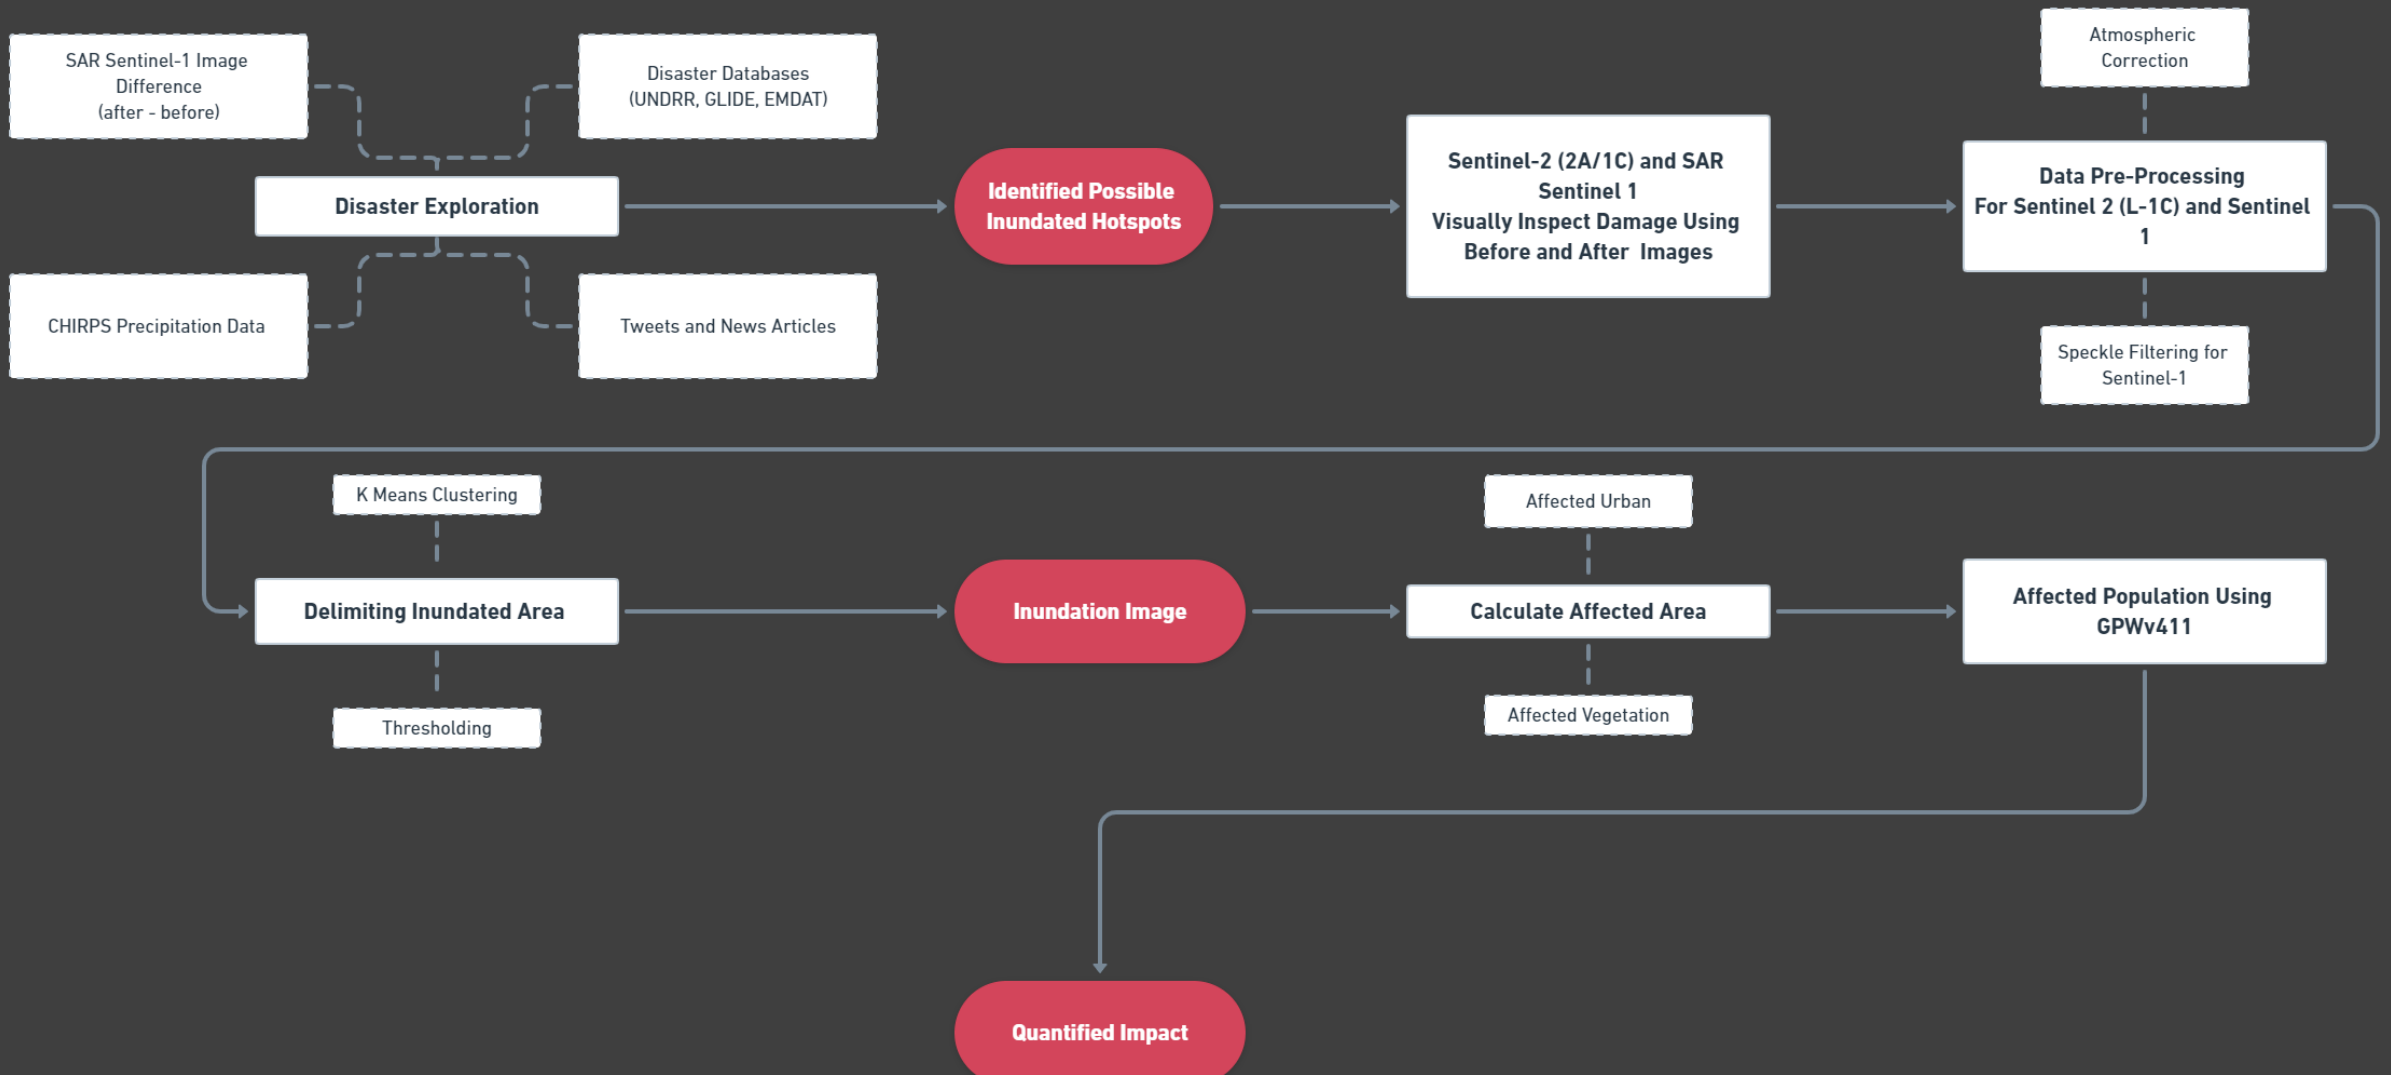 SAR Sentinel-1 Image
Difference
(after - before)
Disaster Databases
(UNDRR, GLIDE, EMDAT)
Disaster Exploration
CHIRPS Precipitation Data
Tweets and News Articles
Identified Possible
Inundated Hotspots
Sentinel-2 (2A/1C) and SAR
Sentinel 1
Visually Inspect Damage Using
Before and After Images
Atmospheric
Correction
Data Pre-Processing
For Sentinel 2 (L-1C) and Sentinel
1
Speckle Filtering for
Sentinel-1
K Means Clustering
Delimiting Inundated Area
Thresholding
Inundation Image
Affected Urban
Calculate Affected Area
Affected Vegetation
Affected Population Using
GPWv411
Quantified Impact